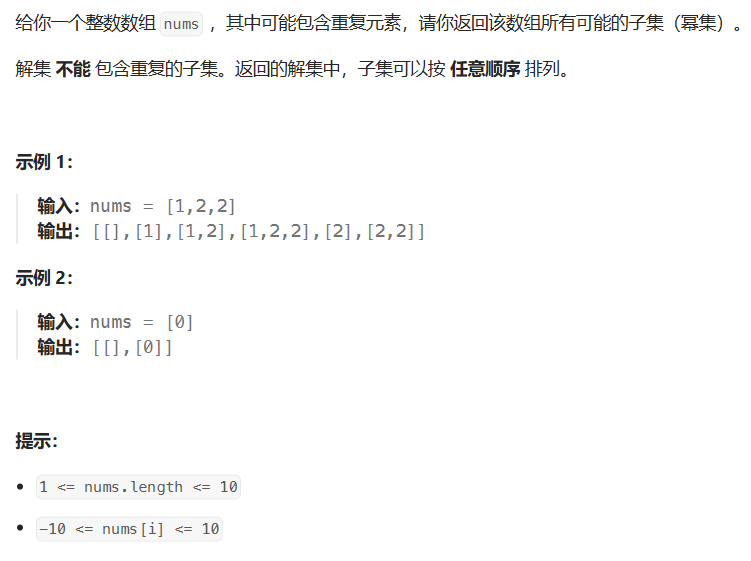 给你一个整数数组 nums ，其中可能包含重复元素，请你返回该数组所有可能的子集（幂集）。
解集 不能 包含重复的子集。返回的解集中，子集可以按 任意顺序 排列。
示例 1：
输入：nums = [1,2,2]
输出：[[],[1],[1,2],[1,2,2],[2],[2,2]]
示例 2：
输入：nums = [0]
输出：[[],[0]]
提示：
• 1 <= nums.length <= 10
• -10 <= nums[i] <= 10